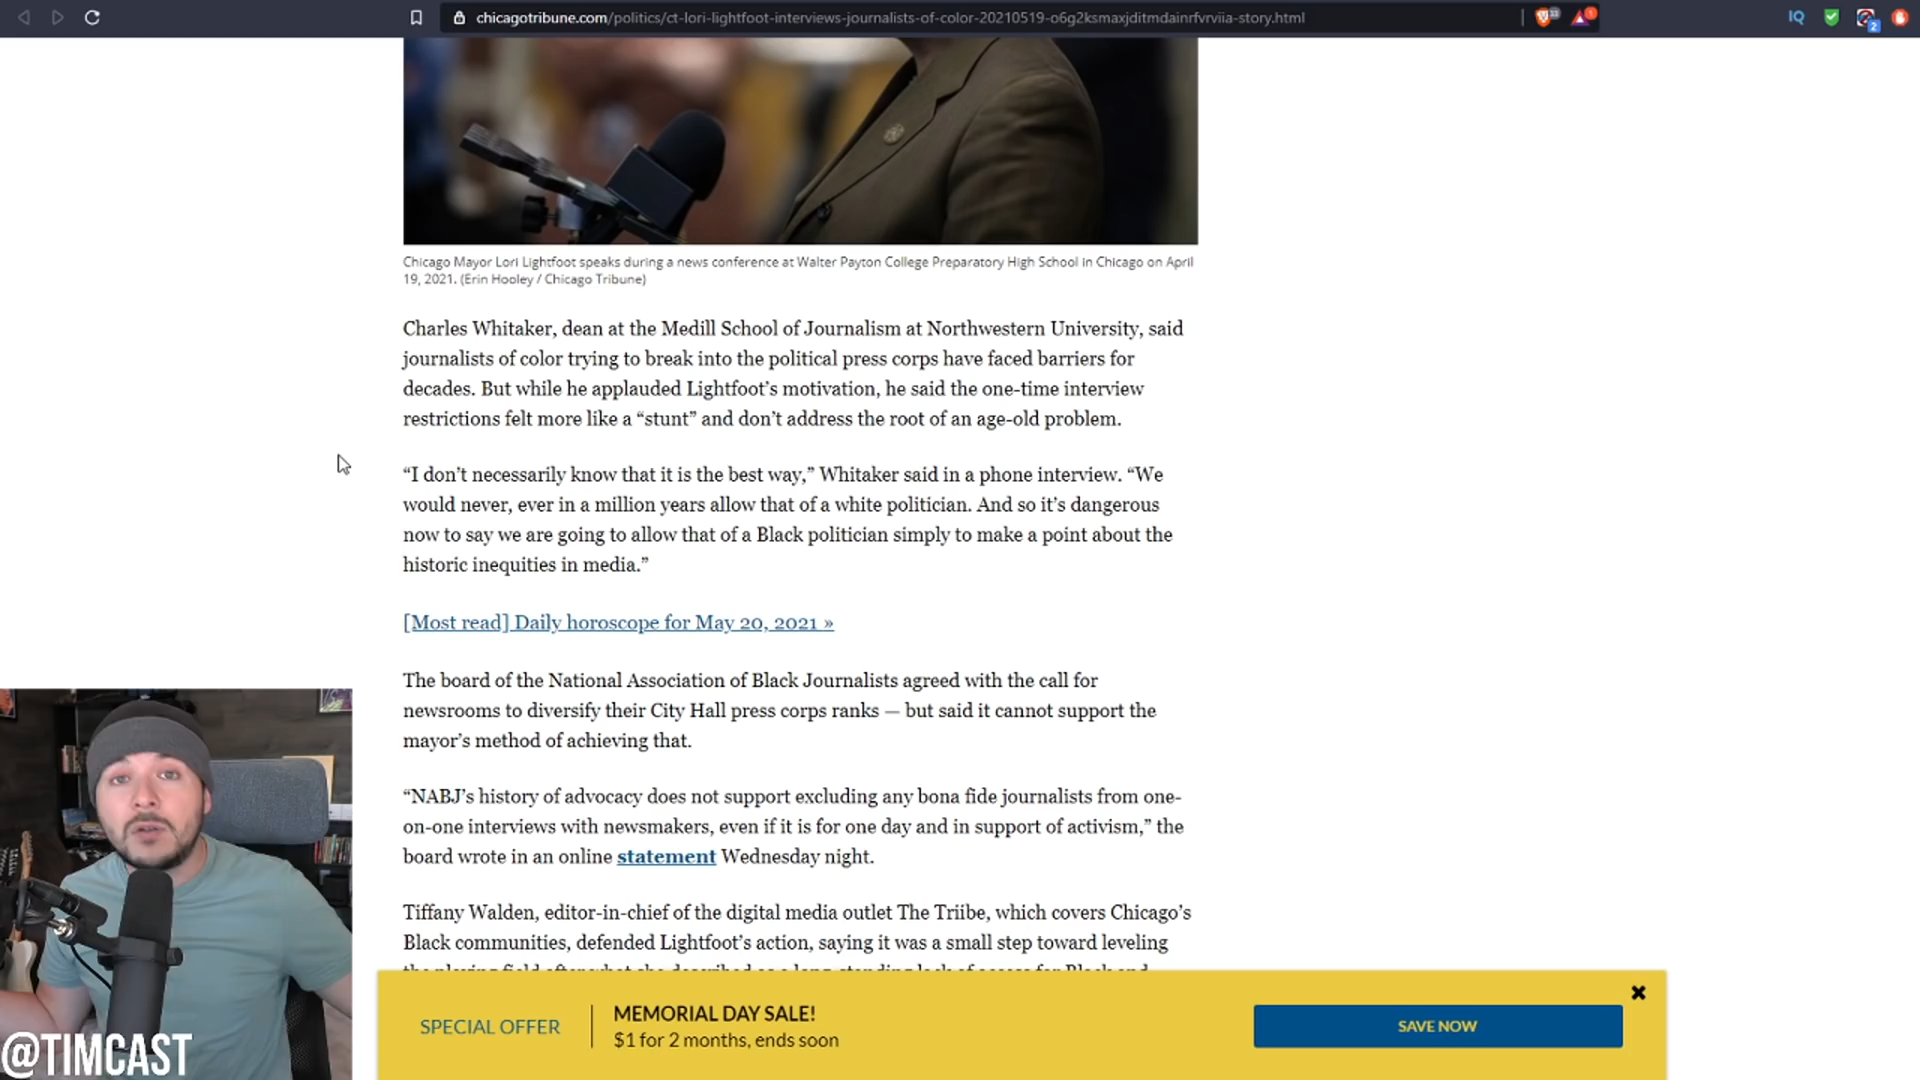 chicagotribune.com/politics/ct-lori-lightfoot-interviews-journalists-of-color-20210519-o6g2ksmaxjditmdainrfvrviia-story.html
IQ
2
Chicago Mayor Lori Lightfoot speaks during a news conference at Walter Payton College Preparatory High School in Chicago on April
19, 2021. (Erin Hooley / Chicago Tribune)
Charles Whitaker, dean at the Medill School of Journalism at Northwestern University, said
journalists of color trying to break into the political press corps have faced barriers for
decades. But while he applauded Lightfoot’s motivation, he said the one-time interview
restrictions felt more like a “stunt” and don’t address the root of an age-old problem.
“I don’t necessarily know that it is the best way,” Whitaker said in a phone interview. “We
would never, ever in a million years allow that of a white politician. And so it’s dangerous
now to say we are going to allow that of a Black politician simply to make a point about the
historic inequities in media.”
[Most read] Daily horoscope for May 20, 2021 »
The board of the National Association of Black Journalists agreed with the call for
newsrooms to diversify their City Hall press corps ranks — but said it cannot support the
mayor’s method of achieving that.
“NABJ’s history of advocacy does not support excluding any bona fide journalists from one-
on-one interviews with newsmakers, even if it is for one day and in support of activism,” the
board wrote in an online statement Wednesday night.
Tiffany Walden, editor-in-chief of the digital media outlet The Triibe, which covers Chicago’s
Black communities, defended Lightfoot’s action, saying it was a small step toward leveling
SPECIAL OFFER
MEMORIAL DAY SALE!
$1 for 2 months, ends soon
SAVE NOW
@TIMCAST